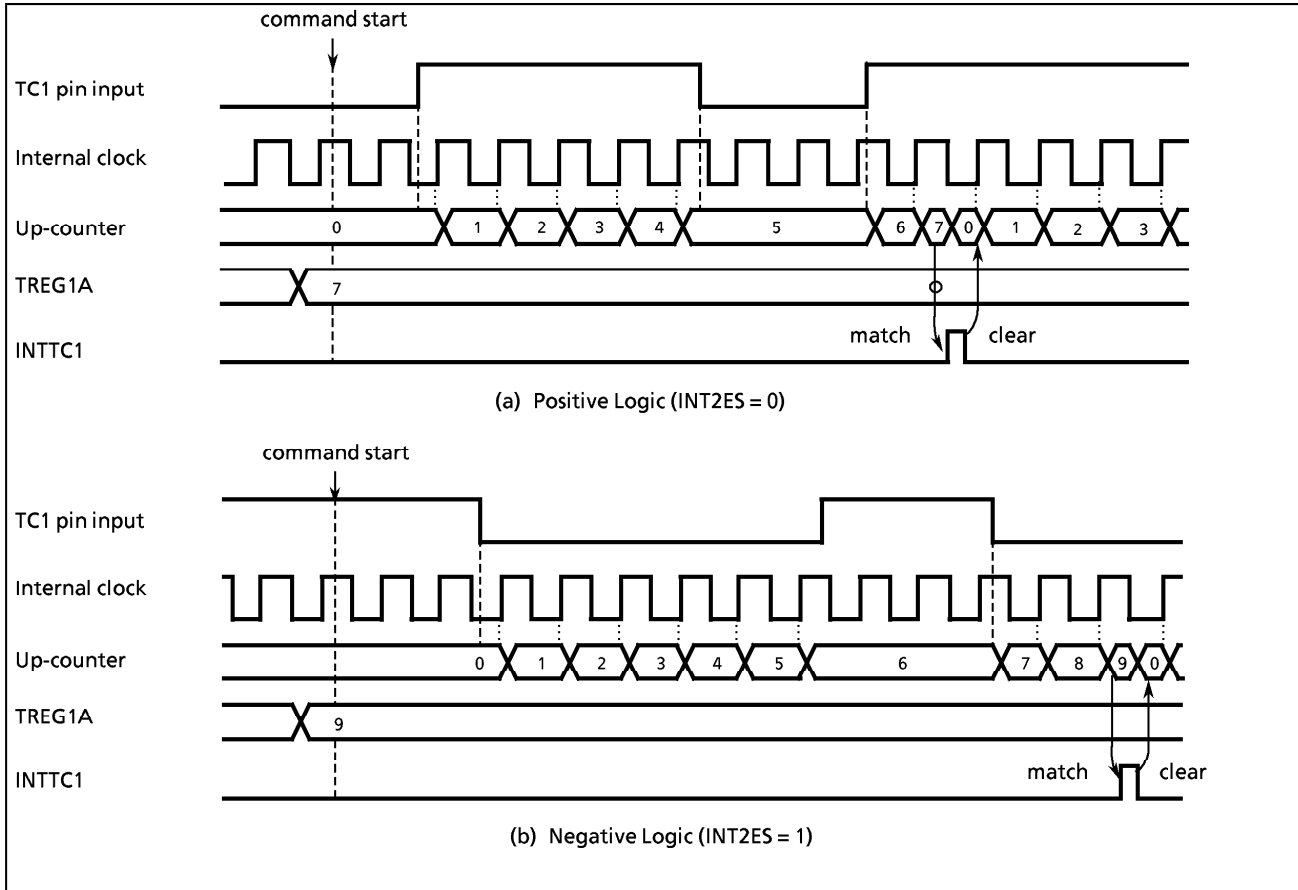 command start
TC1 pin input
Internal clock
Up-counter 0 1 2 3 4 5 6 7 0 1 2 3
TREG1A 7
match clear
INTTC1
(a) Positive Logic (INT2ES = 0)
command start
TC1 pin input
Internal clock
Up-counter 0 1 2 3 4 5 6 7 8 9 0
TREG1A 9
match clear
INTTC1
(b) Negative Logic (INT2ES = 1)